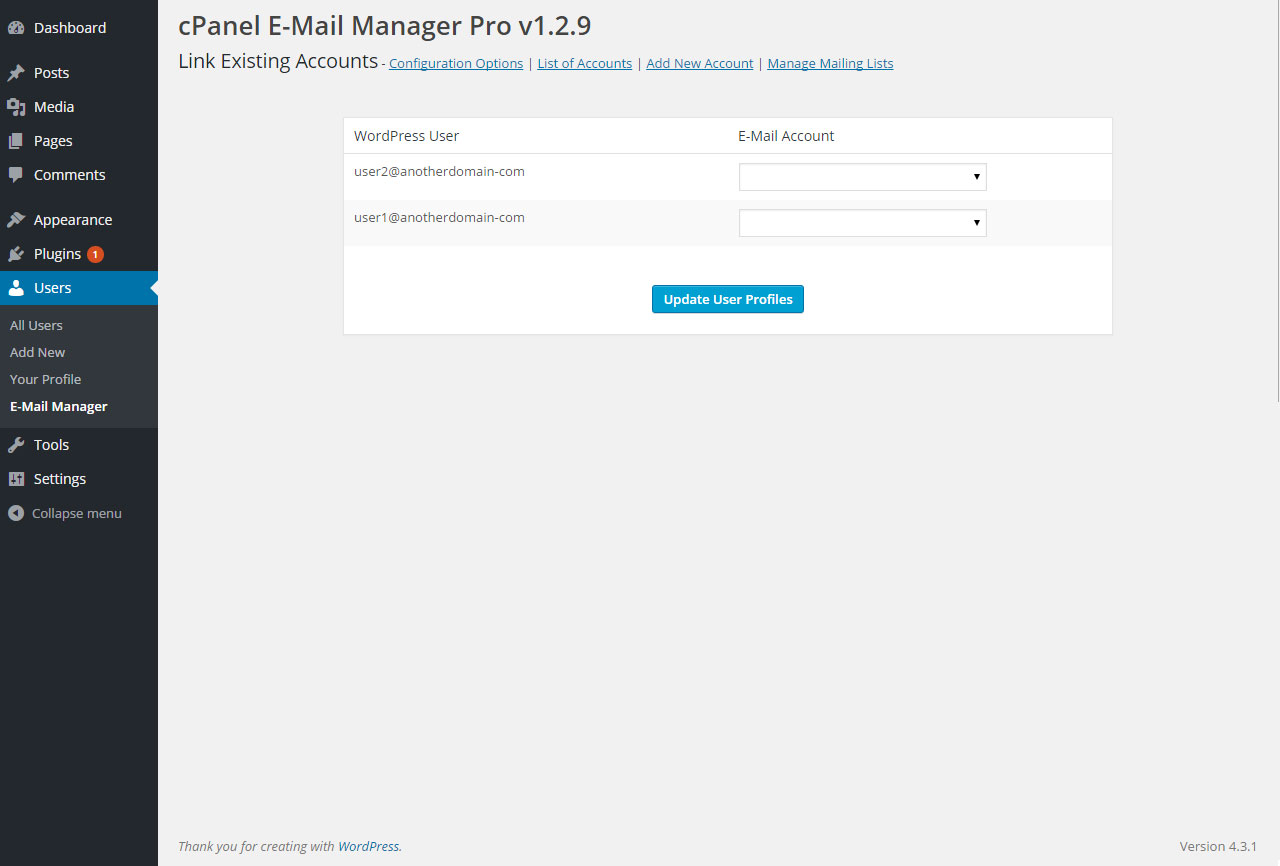 Dashboard
Posts
Media
Pages
Comments
Appearance
Plugins 1
Users
All Users
Add New
Your Profile
E-Mail Manager
Tools
Settings
Collapse menu
cPanel E-Mail Manager Pro v1.2.9
Link Existing Accounts - Configuration Options | List of Accounts | Add New Account | Manage Mailing Lists
WordPress User E-Mail Account
user2@anotherdomain-com
user1@anotherdomain-com
Update User Profiles
Thank you for creating with WordPress. Version 4.3.1